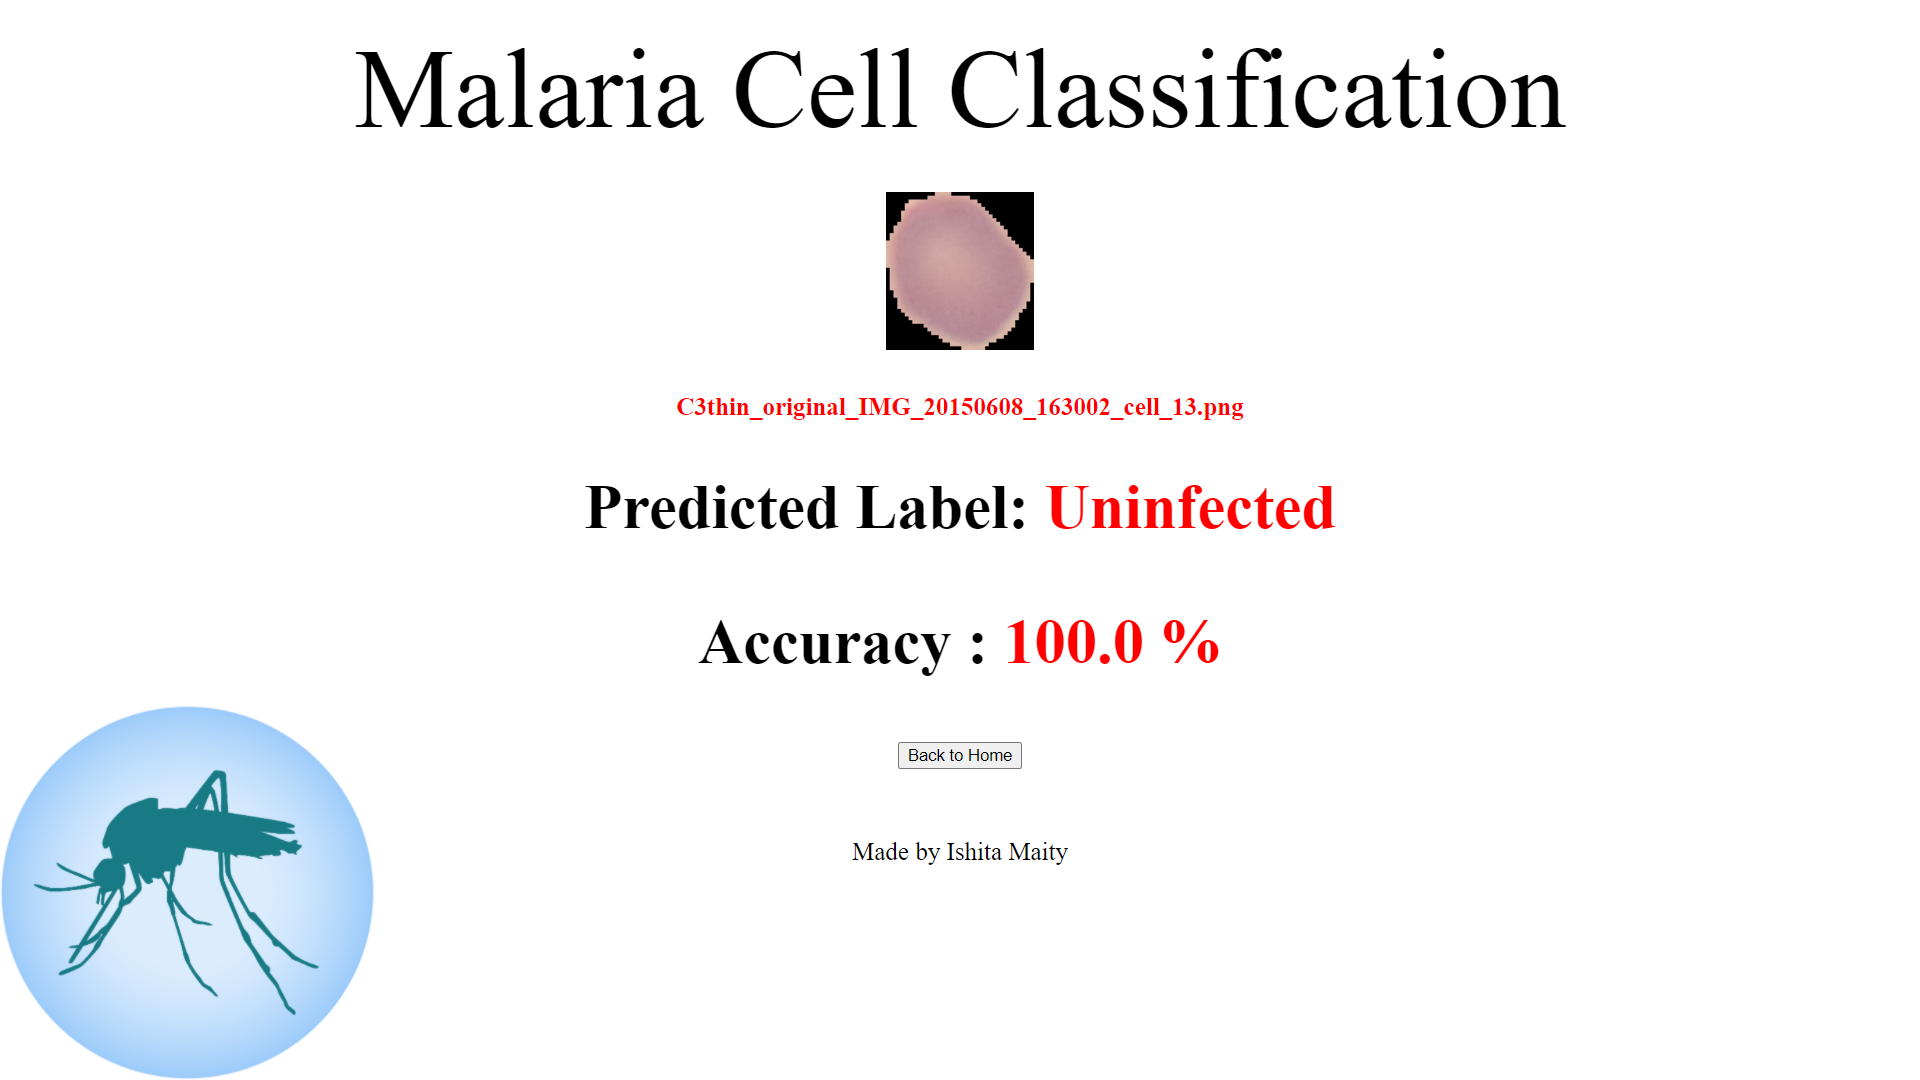 Malaria Cell Classification
C3thin_original_IMG_20150608_163002_cell_13.png
Predicted Label: Uninfected
Accuracy : 100.0 %
Back to Home
Made by Ishita Maity